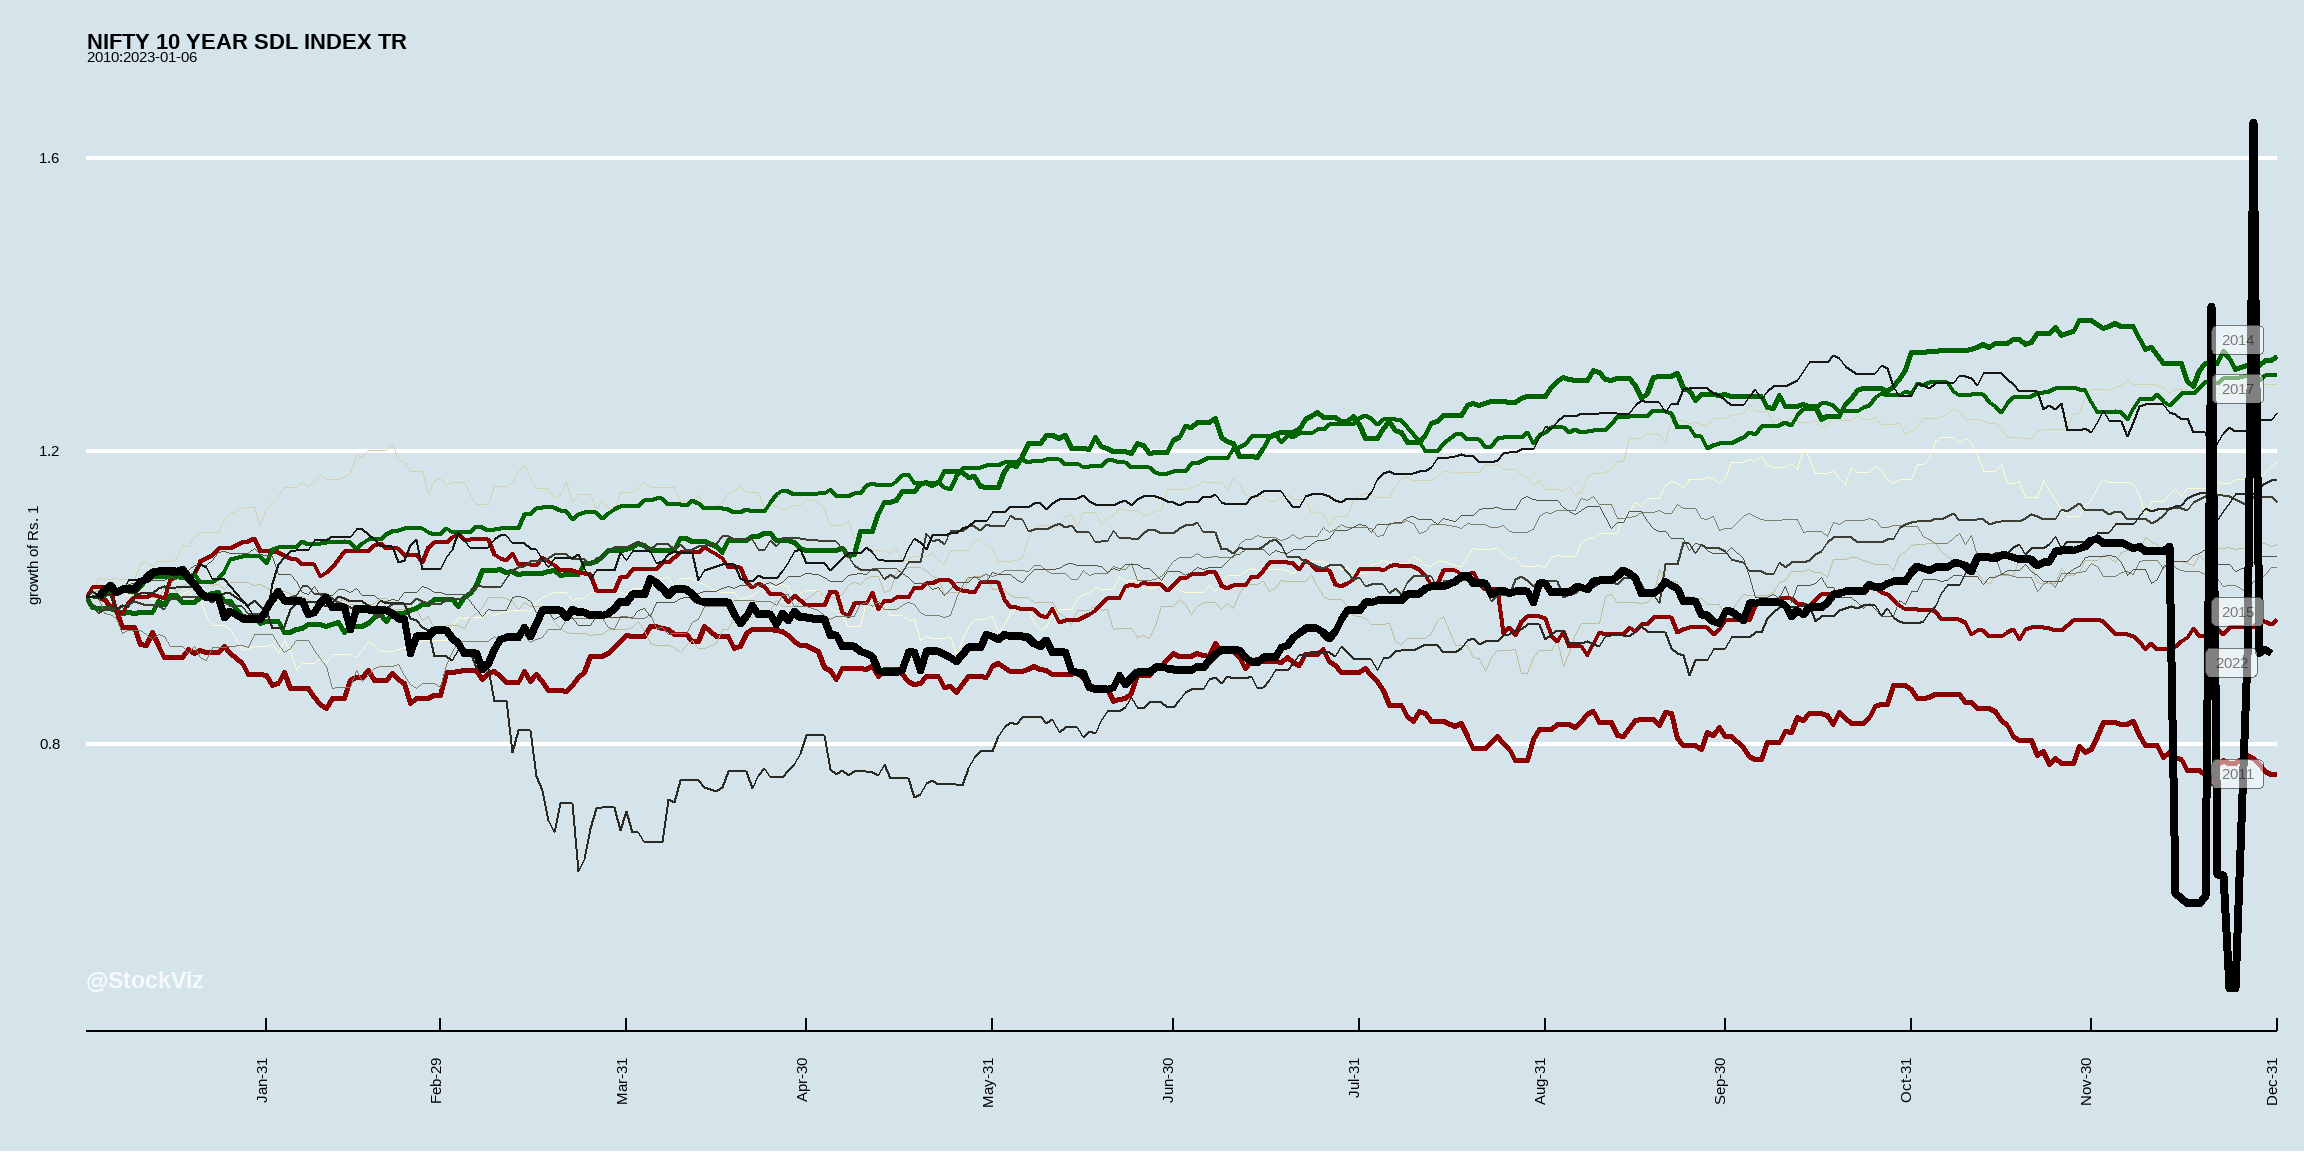 NIFTY 10 YEAR SDL INDEX TR
2010:2023-01-06
1.6
1.2
0.8
growth of Rs. 1
2014
2017
2015
2022
2011
@StockViz
Jan-31
Feb-29
Mar-31
Apr-30
May-31
Jun-30
Jul-31
Aug-31
Sep-30
Oct-31
Nov-30
Dec-31